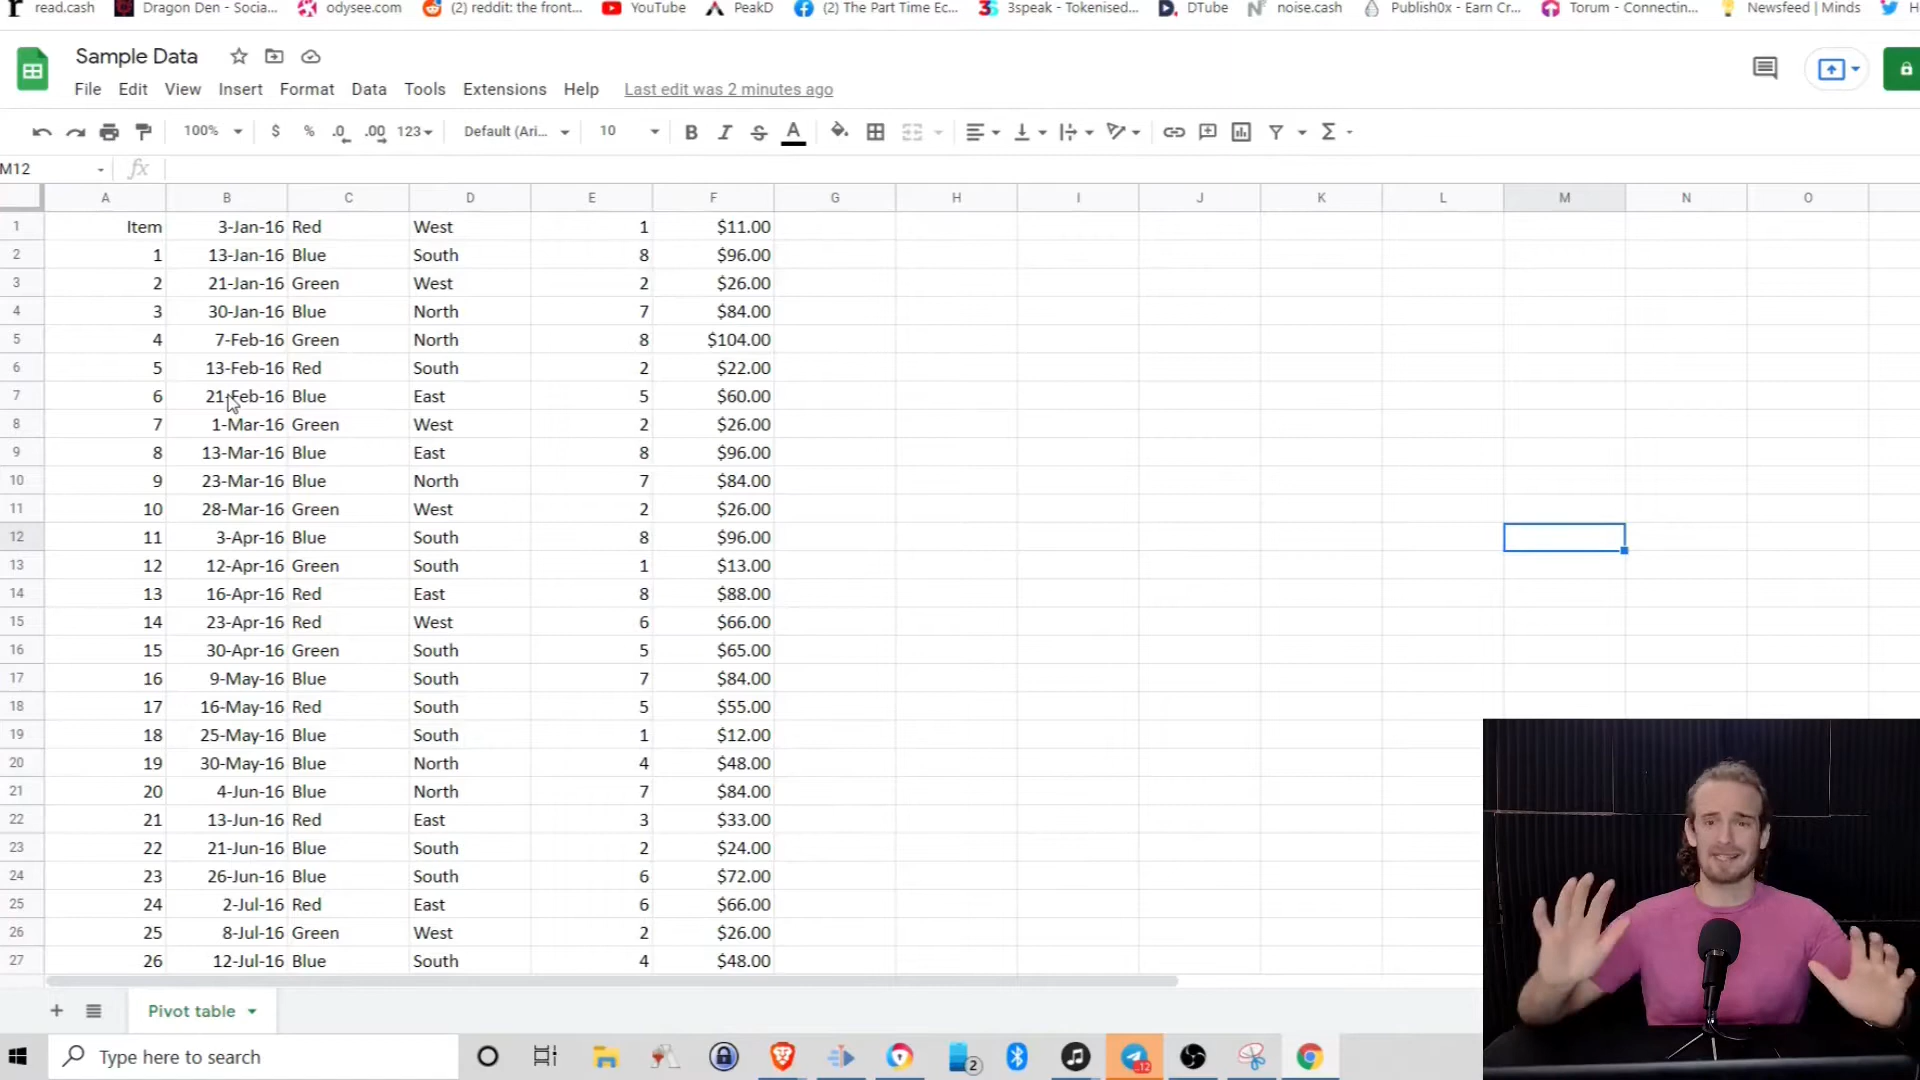 read.cash Dragon Den - Socia... odysee.com (2) reddit: the front... YouTube PeakD (2) The Part Time Ec... 3speak - Tokenised... DTube noise.cash Publish0x - Earn Cr... Torum - Connectin... Newsfeed | Minds
Sample Data
File Edit View Insert Format Data Tools Extensions Help Last edit was 2 minutes ago
100% $ % .0 .00 123 Default (Ari... 10 B I S A Σ
M12 fx
A B C D E F G H I J K L M N O
1 Item 3-Jan-16 Red West 1 $11.00
2 1 13-Jan-16 Blue South 8 $96.00
3 2 21-Jan-16 Green West 2 $26.00
4 3 30-Jan-16 Blue North 7 $84.00
5 4 7-Feb-16 Green North 8 $104.00
6 5 13-Feb-16 Red South 2 $22.00
7 6 21-Feb-16 Blue East 5 $60.00
8 7 1-Mar-16 Green West 2 $26.00
9 8 13-Mar-16 Blue East 8 $96.00
10 9 23-Mar-16 Blue North 7 $84.00
11 10 28-Mar-16 Green West 2 $26.00
12 11 3-Apr-16 Blue South 8 $96.00
13 12 12-Apr-16 Green South 1 $13.00
14 13 16-Apr-16 Red East 8 $88.00
15 14 23-Apr-16 Red West 6 $66.00
16 15 30-Apr-16 Green South 5 $65.00
17 16 9-May-16 Blue South 7 $84.00
18 17 16-May-16 Red South 5 $55.00
19 18 25-May-16 Blue South 1 $12.00
20 19 30-May-16 Blue North 4 $48.00
21 20 4-Jun-16 Blue North 7 $84.00
22 21 13-Jun-16 Red East 3 $33.00
23 22 21-Jun-16 Blue South 2 $24.00
24 23 26-Jun-16 Blue South 6 $72.00
25 24 2-Jul-16 Red East 6 $66.00
26 25 8-Jul-16 Green West 2 $26.00
27 26 12-Jul-16 Blue South 4 $48.00
Pivot table
Type here to search 2 12